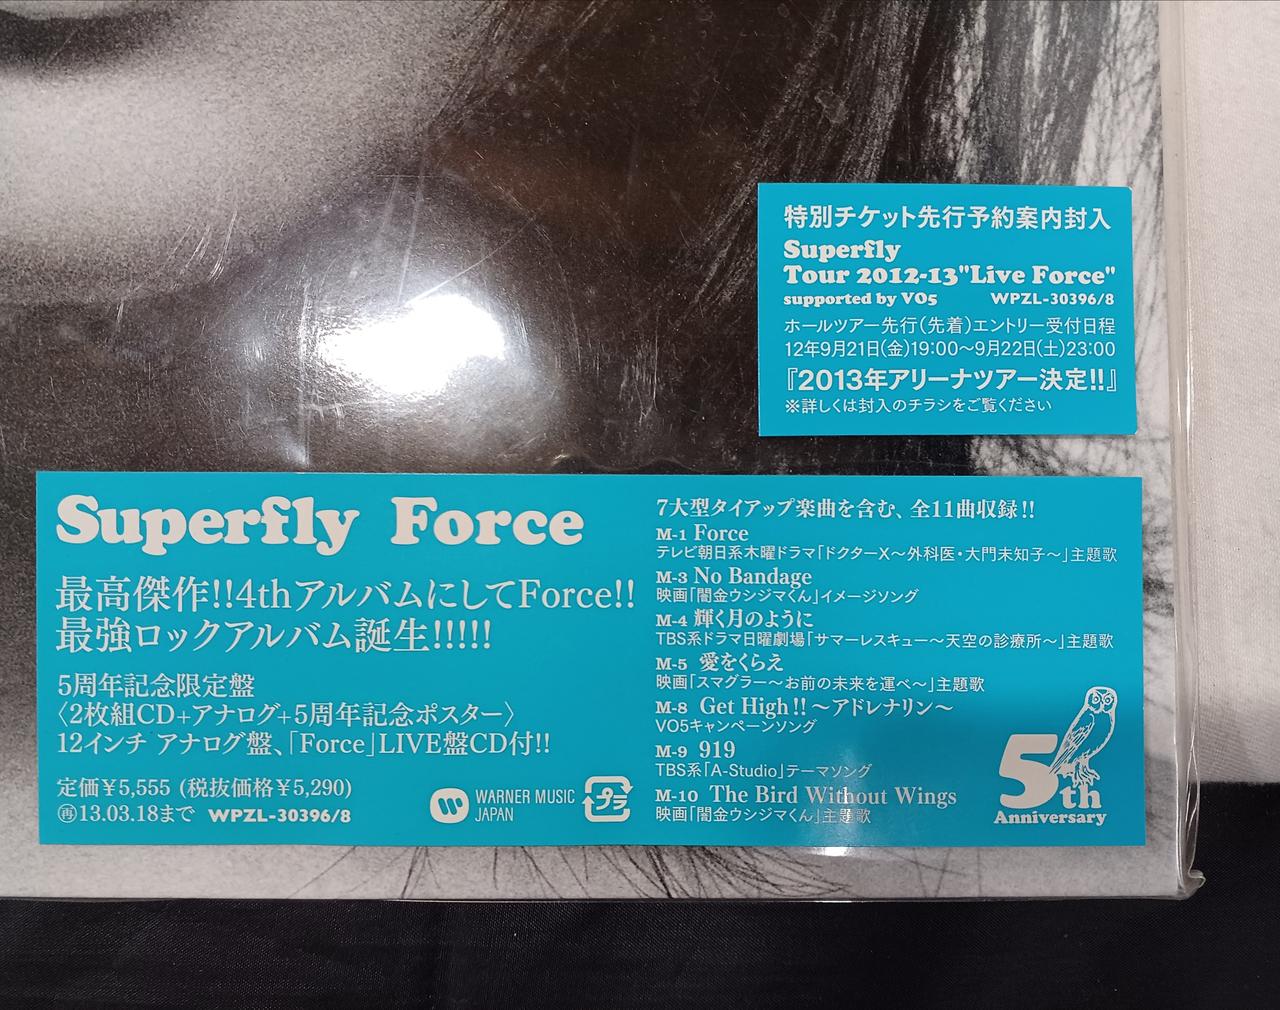 特別チケット先行予約案内封入
Superfly
Tour 2012-13"Live Force"
supported by VO5 WPZL-30396/8
ホールツアー先行(先着)エントリー受付日程
12年9月21日(金)19:00〜9月22日(土)23:00
『2013年アリーナツアー決定!!』
※詳しくは封入のチラシをご覧ください
Superfly Force
最高傑作!!4thアルバムにしてForce!!
最強ロックアルバム誕生!!!!!
5周年記念限定盤
〈2枚組CD+アナログ+5周年記念ポスター〉
12インチ アナログ盤、「Force」LIVE盤CD付!!
定価¥5,555 (税抜価格¥5,290)
再13.03.18まで WPZL-30396/8
WARNER MUSIC
JAPAN
プラ
7大型タイアップ楽曲を含む、全11曲収録!!
M-1 Force
テレビ朝日系木曜ドラマ「ドクターX〜外科医・大門未知子〜」主題歌
M-3 No Bandage
映画「闇金ウシジマくん」イメージソング
M-4 輝く月のように
TBS系ドラマ日曜劇場「サマーレスキュー〜天空の診療所〜」主題歌
M-5 愛をくらえ
映画「スマグラー〜お前の未来を運べ〜」主題歌
M-8 Get High!!〜アドレナリン〜
VO5キャンペーンソング
M-9 919
TBS系「A-Studio」テーマソング
M-10 The Bird Without Wings
映画「闇金ウシジマくん」主題歌
5th
Anniversary